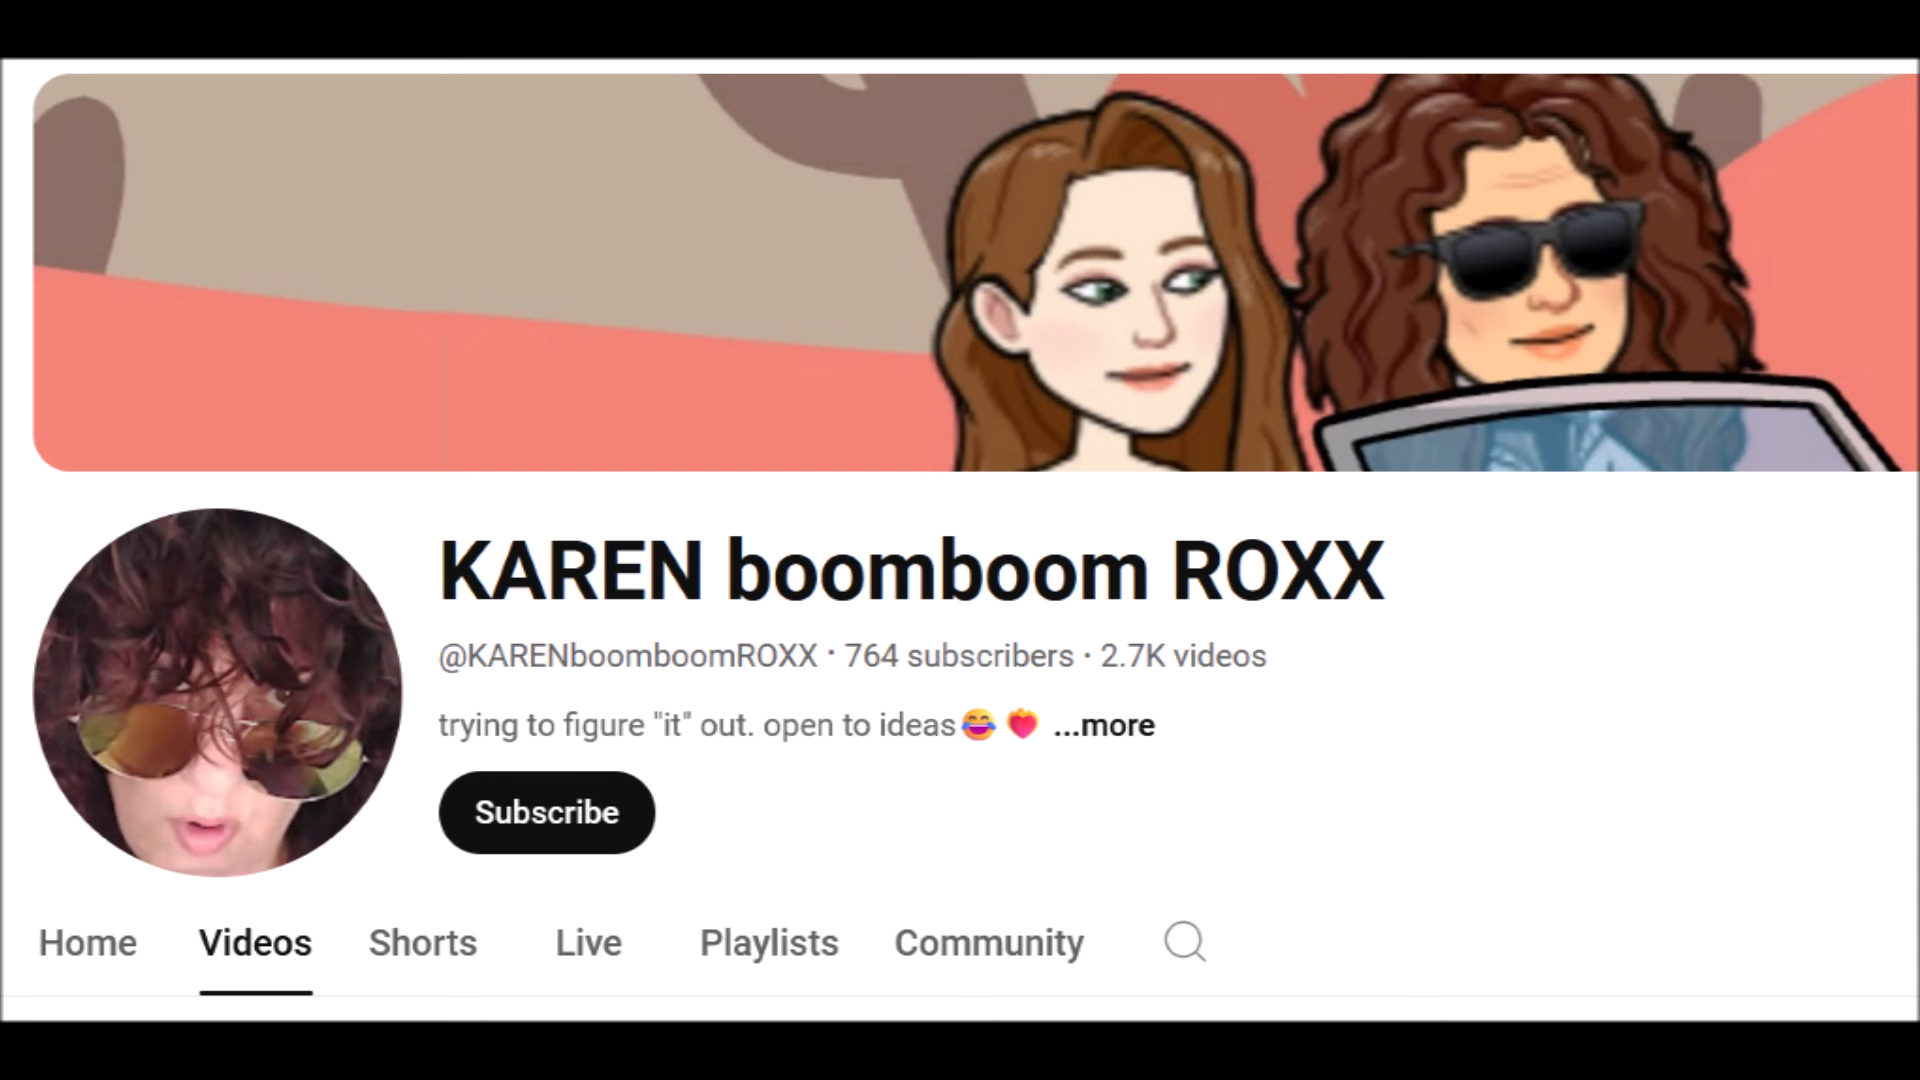 KAREN boomboom ROXX
@KARENboomboomROXX · 764 subscribers · 2.7K videos
trying to figure "it" out. open to ideas😂❤️ ...more
Subscribe
Home Videos Shorts Live Playlists Community